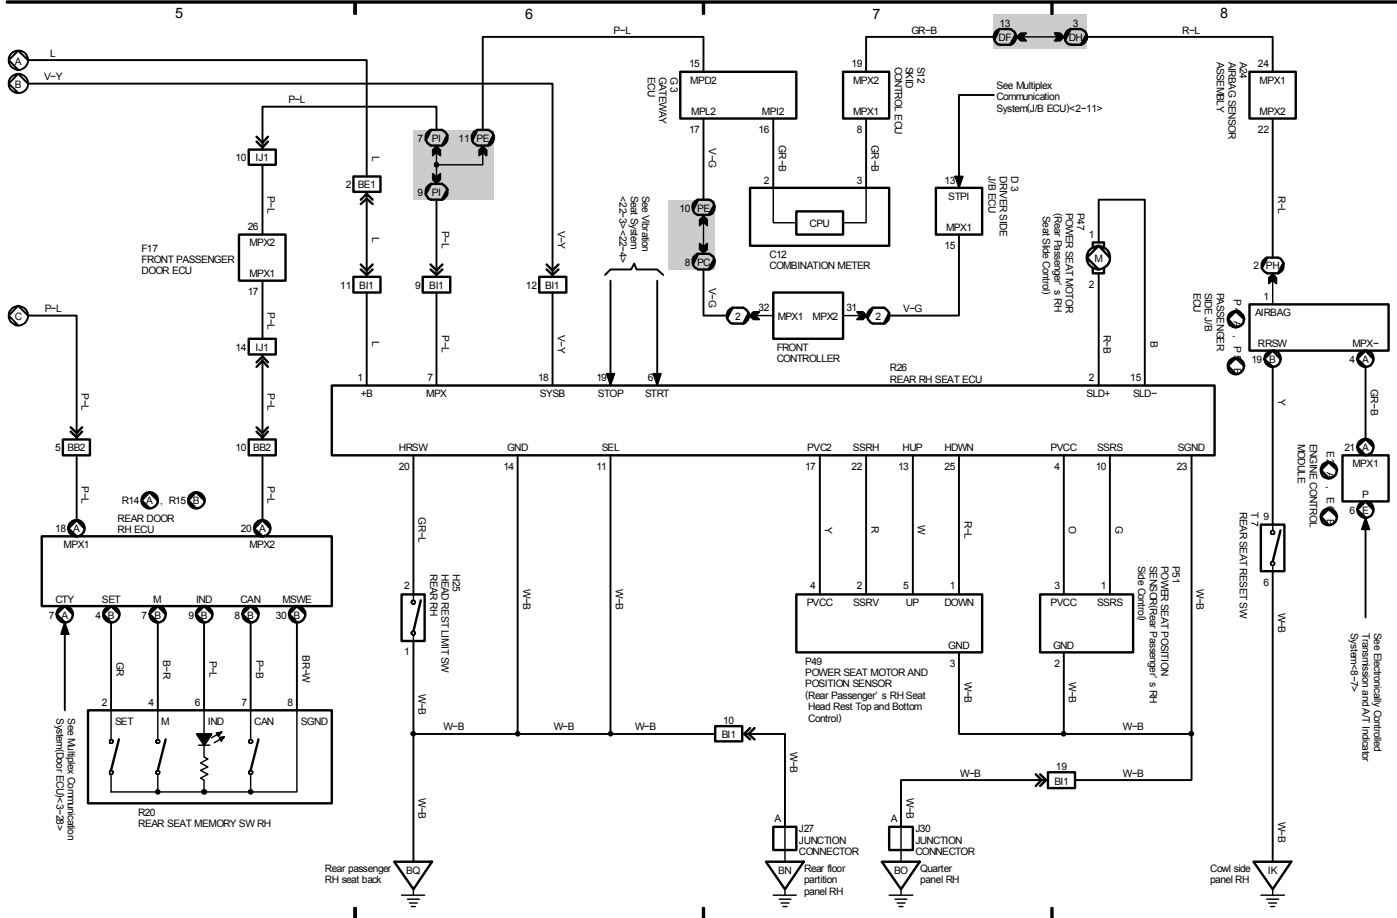 5
6
7
8
A
L
B
V-Y
P-L
P-L
GR-B
13
DF
3
DH
R-L
15
MPD2
MPL2
MPI2
17
16
G 3
GATEWAY
ECU
19
MPX2
MPX1
8
S12
SKID
CONTROL ECU
See Multiplex
Communication
System(J/B ECU)<2-11>
24
MPX1
MPX2
22
A24
AIRBAG SENSOR
ASSEMBLY
7
PI
11
PE
9
PI
10
IJ1
L
2
BE1
P-L
26
MPX2
MPX1
17
F17
FRONT PASSENGER
DOOR ECU
L
P-L
V-Y
11
BI1
9
BI1
12
BI1
See Vibration
Seat System
<22-3><22-4>
V-G
10
PE
8
PC
V-G
GR-B
GR-B
2
3
CPU
C12
COMBINATION METER
13
STPI
MPX1
15
D 3
DRIVER SIDE
J/B ECU
2
32
MPX1
MPX2
31
2
V-G
FRONT
CONTROLLER
1
M
2
P47
POWER SEAT MOTOR
(Rear Passenger's RH
Seat Slide Control)
R-B
B
R-L
2
PH
1
AIRBAG
RRSW
MPX-
19
B
4
A
PASSENGER
SIDE J/B
ECU
C
P-L
P-L
14
IJ1
P-L
P-L
5
BB2
10
BB2
P-L
P-L
L
P-L
V-Y
R26
REAR RH SEAT ECU
1
7
18
19
6
2
15
+B
MPX
SYSB
STOP
STRT
SLD+
SLD-
HRSW
GND
SEL
PVC2
SSRH
HUP
HDWN
PVCC
SSRS
SGND
20
14
11
17
22
13
25
4
10
23
Y
GR-B
21
A
MPX1
P
6
E
ENGINE CONTROL
MODULE
R14 A , R15 B
REAR DOOR
RH ECU
18
A
20
A
MPX1
MPX2
CTY
SET
M
IND
CAN
MSWE
7
A
4
B
7
B
9
B
8
B
30
B
GR
B-R
P-L
P-B
BR-W
2
4
6
7
8
SET
M
IND
CAN
SGND
R20
REAR SEAT MEMORY SW RH
See Multiplex Communication
System(Door ECU)<3-28>
GR-L
2
1
H25
HEAD REST LIMIT SW
REAR RH
W-B
W-B
W-B
W-B
W-B
W-B
10
BI1
W-B
W-B
Y
R
W
R-L
4
2
5
1
PVCC
SSRV
UP
DOWN
GND
3
P49
POWER SEAT MOTOR AND
POSITION SENSOR
(Rear Passenger's RH Seat
Head Rest Top and Bottom
Control)
O
G
3
1
PVCC
SSRS
GND
2
P51
POWER SEAT POSITION
SENSOR(Rear Passenger's RH
Side Control)
W-B
W-B
W-B
W-B
W-B
19
BI1
W-B
W-B
9
6
T 7
REAR SEAT RESET SW
W-B
See Electronically Controlled
Transmission and A/T Indicator
System<8-7>
W-B
A
J27
JUNCTION
CONNECTOR
A
J30
JUNCTION
CONNECTOR
Rear passenger
RH seat back
BQ
BN
Rear floor
partition
panel RH
BO
Quarter
panel RH
Cowl side
panel RH
IK